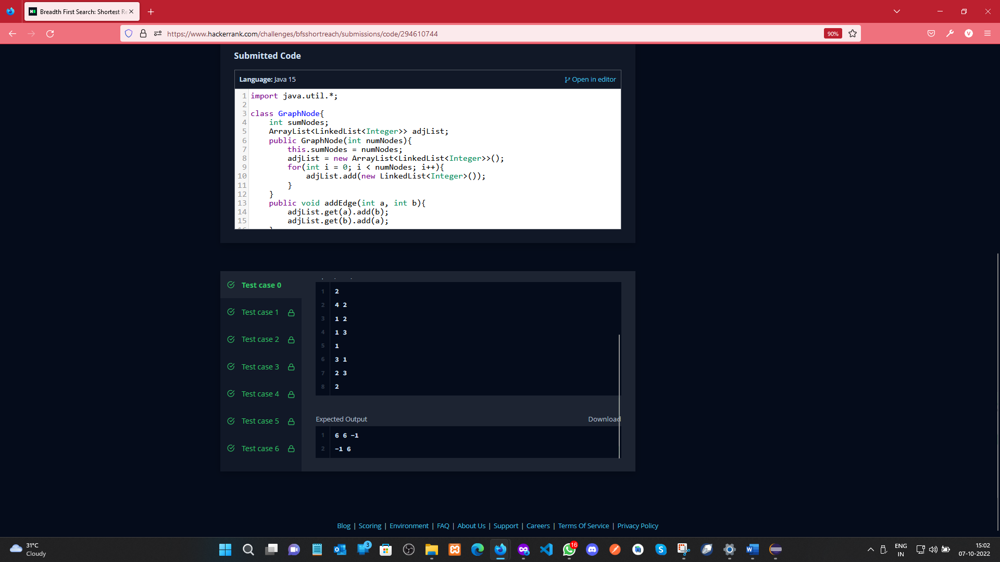 Breadth First Search: Shortest Re
https://www.hackerrank.com/challenges/bfsshortreach/submissions/code/294610744
90%
V
Submitted Code
Language: Java 15
Open in editor
1 import java.util.*;
2
3 class GraphNode{
4 int sumNodes;
5 ArrayList<LinkedList<Integer>> adjList;
6 public GraphNode(int numNodes){
7 this.sumNodes = numNodes;
8 adjList = new ArrayList<LinkedList<Integer>>();
9 for(int i = 0; i < numNodes; i++){
10 adjList.add(new LinkedList<Integer>());
11 }
12 }
13 public void addEdge(int a, int b){
14 adjList.get(a).add(b);
15 adjList.get(b).add(a);
16 }
Test case 0
Test case 1
Test case 2
Test case 3
Test case 4
Test case 5
Test case 6
1 2
2 4 2
3 1 2
4 1 3
5 1
6 3 1
7 2 3
8 2
Expected Output
Download
1 6 6 -1
2 -1 6
Blog | Scoring | Environment | FAQ | About Us | Support | Careers | Terms Of Service | Privacy Policy
31°C
Cloudy
3
16
ENG
IN
15:02
07-10-2022